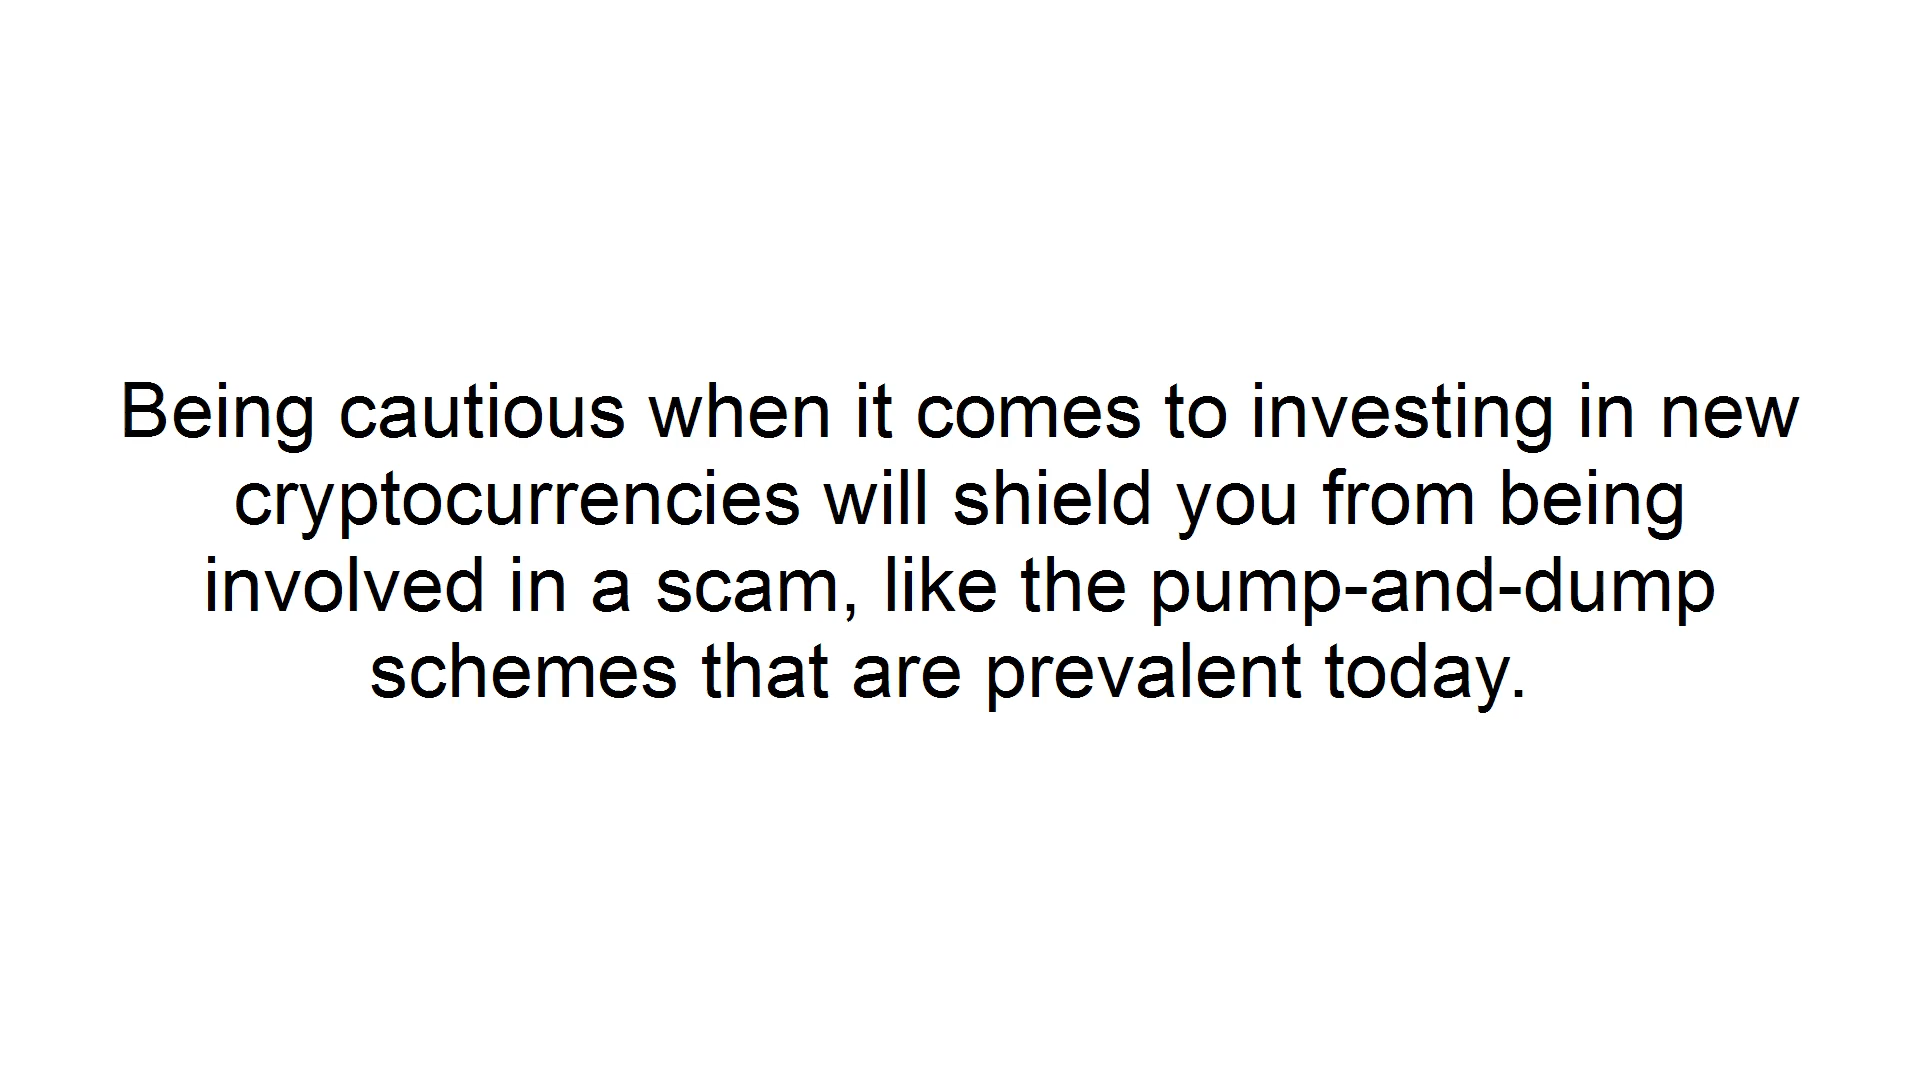 Being cautious when it comes to investing in new
cryptocurrencies will shield you from being
involved in a scam, like the pump-and-dump
schemes that are prevalent today.